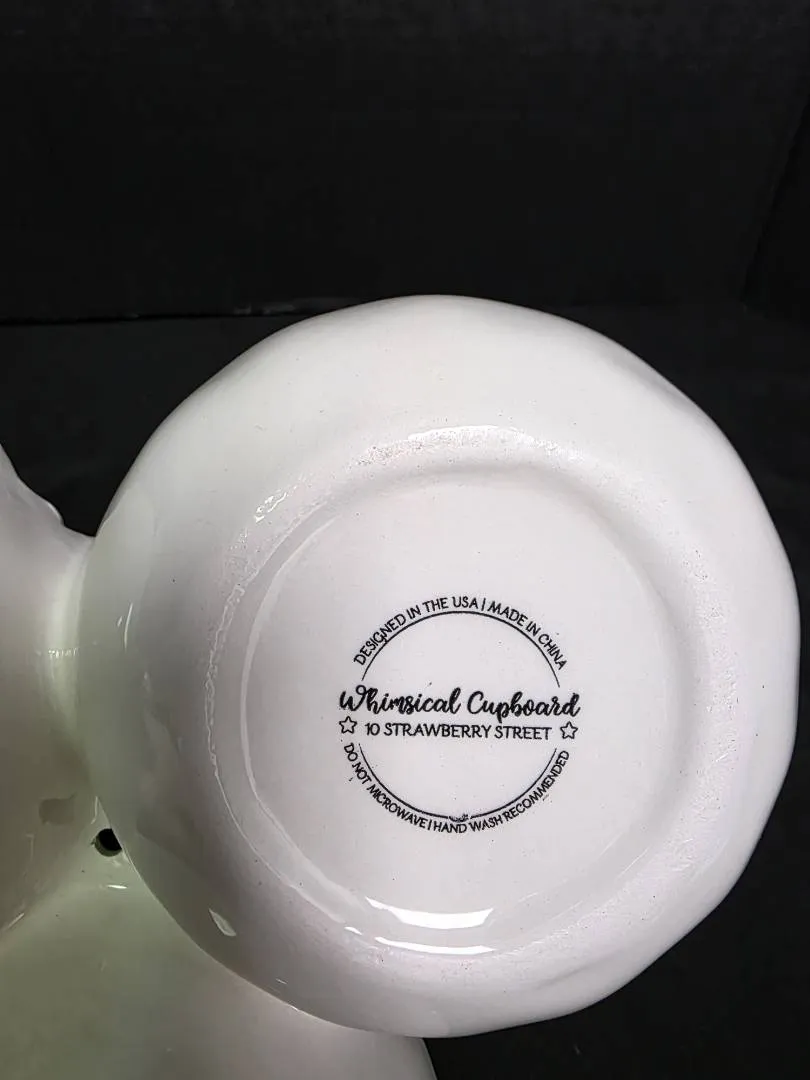 DESIGNED IN THE USA | MADE IN CHINA
Whimsical Cupboard
☆ 10 STRAWBERRY STREET ☆
DO NOT MICROWAVE | HAND WASH RECOMMENDED